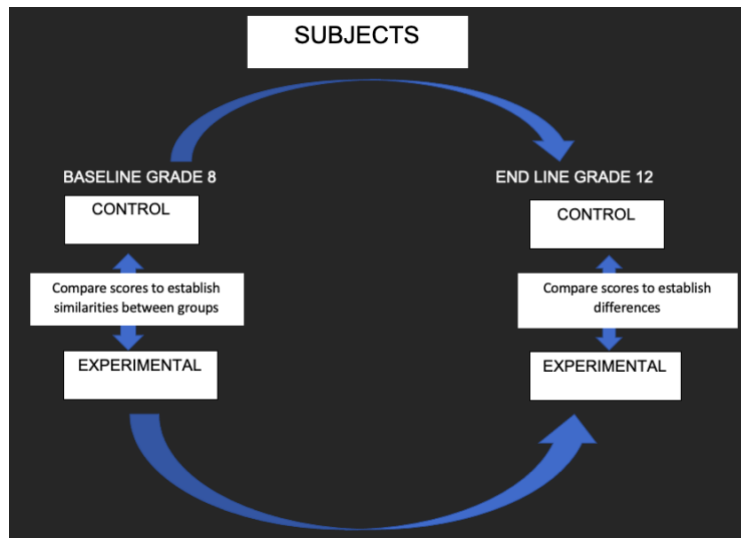 SUBJECTS
BASELINE GRADE 8
CONTROL
Compare scores to establish
similarities between groups
EXPERIMENTAL
END LINE GRADE 12
CONTROL
Compare scores to establish
differences
EXPERIMENTAL